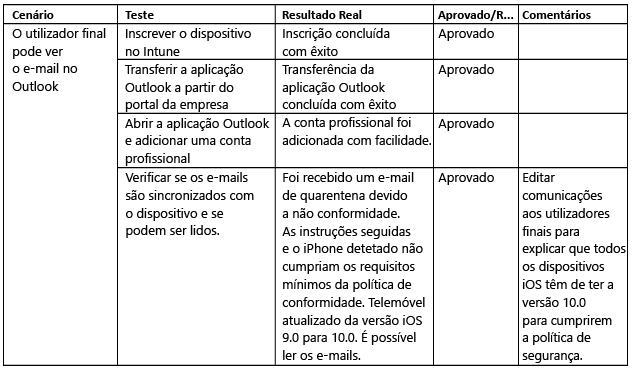 Cenário
Teste
Resultado Real
Aprovado/R...
Comentários
O utilizador final
pode ver
o e-mail no
Outlook
Inscrever o dispositivo
no Intune
Inscrição concluída
com êxito
Aprovado
Transferir a aplicação
Outlook a partir do
portal da empresa
Transferência da
aplicação Outlook
concluída com êxito
Aprovado
Abrir a aplicação Outlook
e adicionar uma conta
profissional
A conta profissional foi
adicionada com facilidade.
Aprovado
Verificar se os e-mails
são sincronizados com
o dispositivo e se
podem ser lidos.
Foi recebido um e-mail
de quarentena devido
a não conformidade.
As instruções seguidas
e o iPhone detetado não
cumpriam os requisitos
mínimos da política de
conformidade. Telemóvel
atualizado da versão iOS
9.0 para 10.0. É possível
ler os e-mails.
Aprovado
Editar
comunicações
aos utilizadores
finais para
explicar que todos
os dispositivos
iOS têm de ter a
versão 10.0
para cumprirem
a política de
segurança.